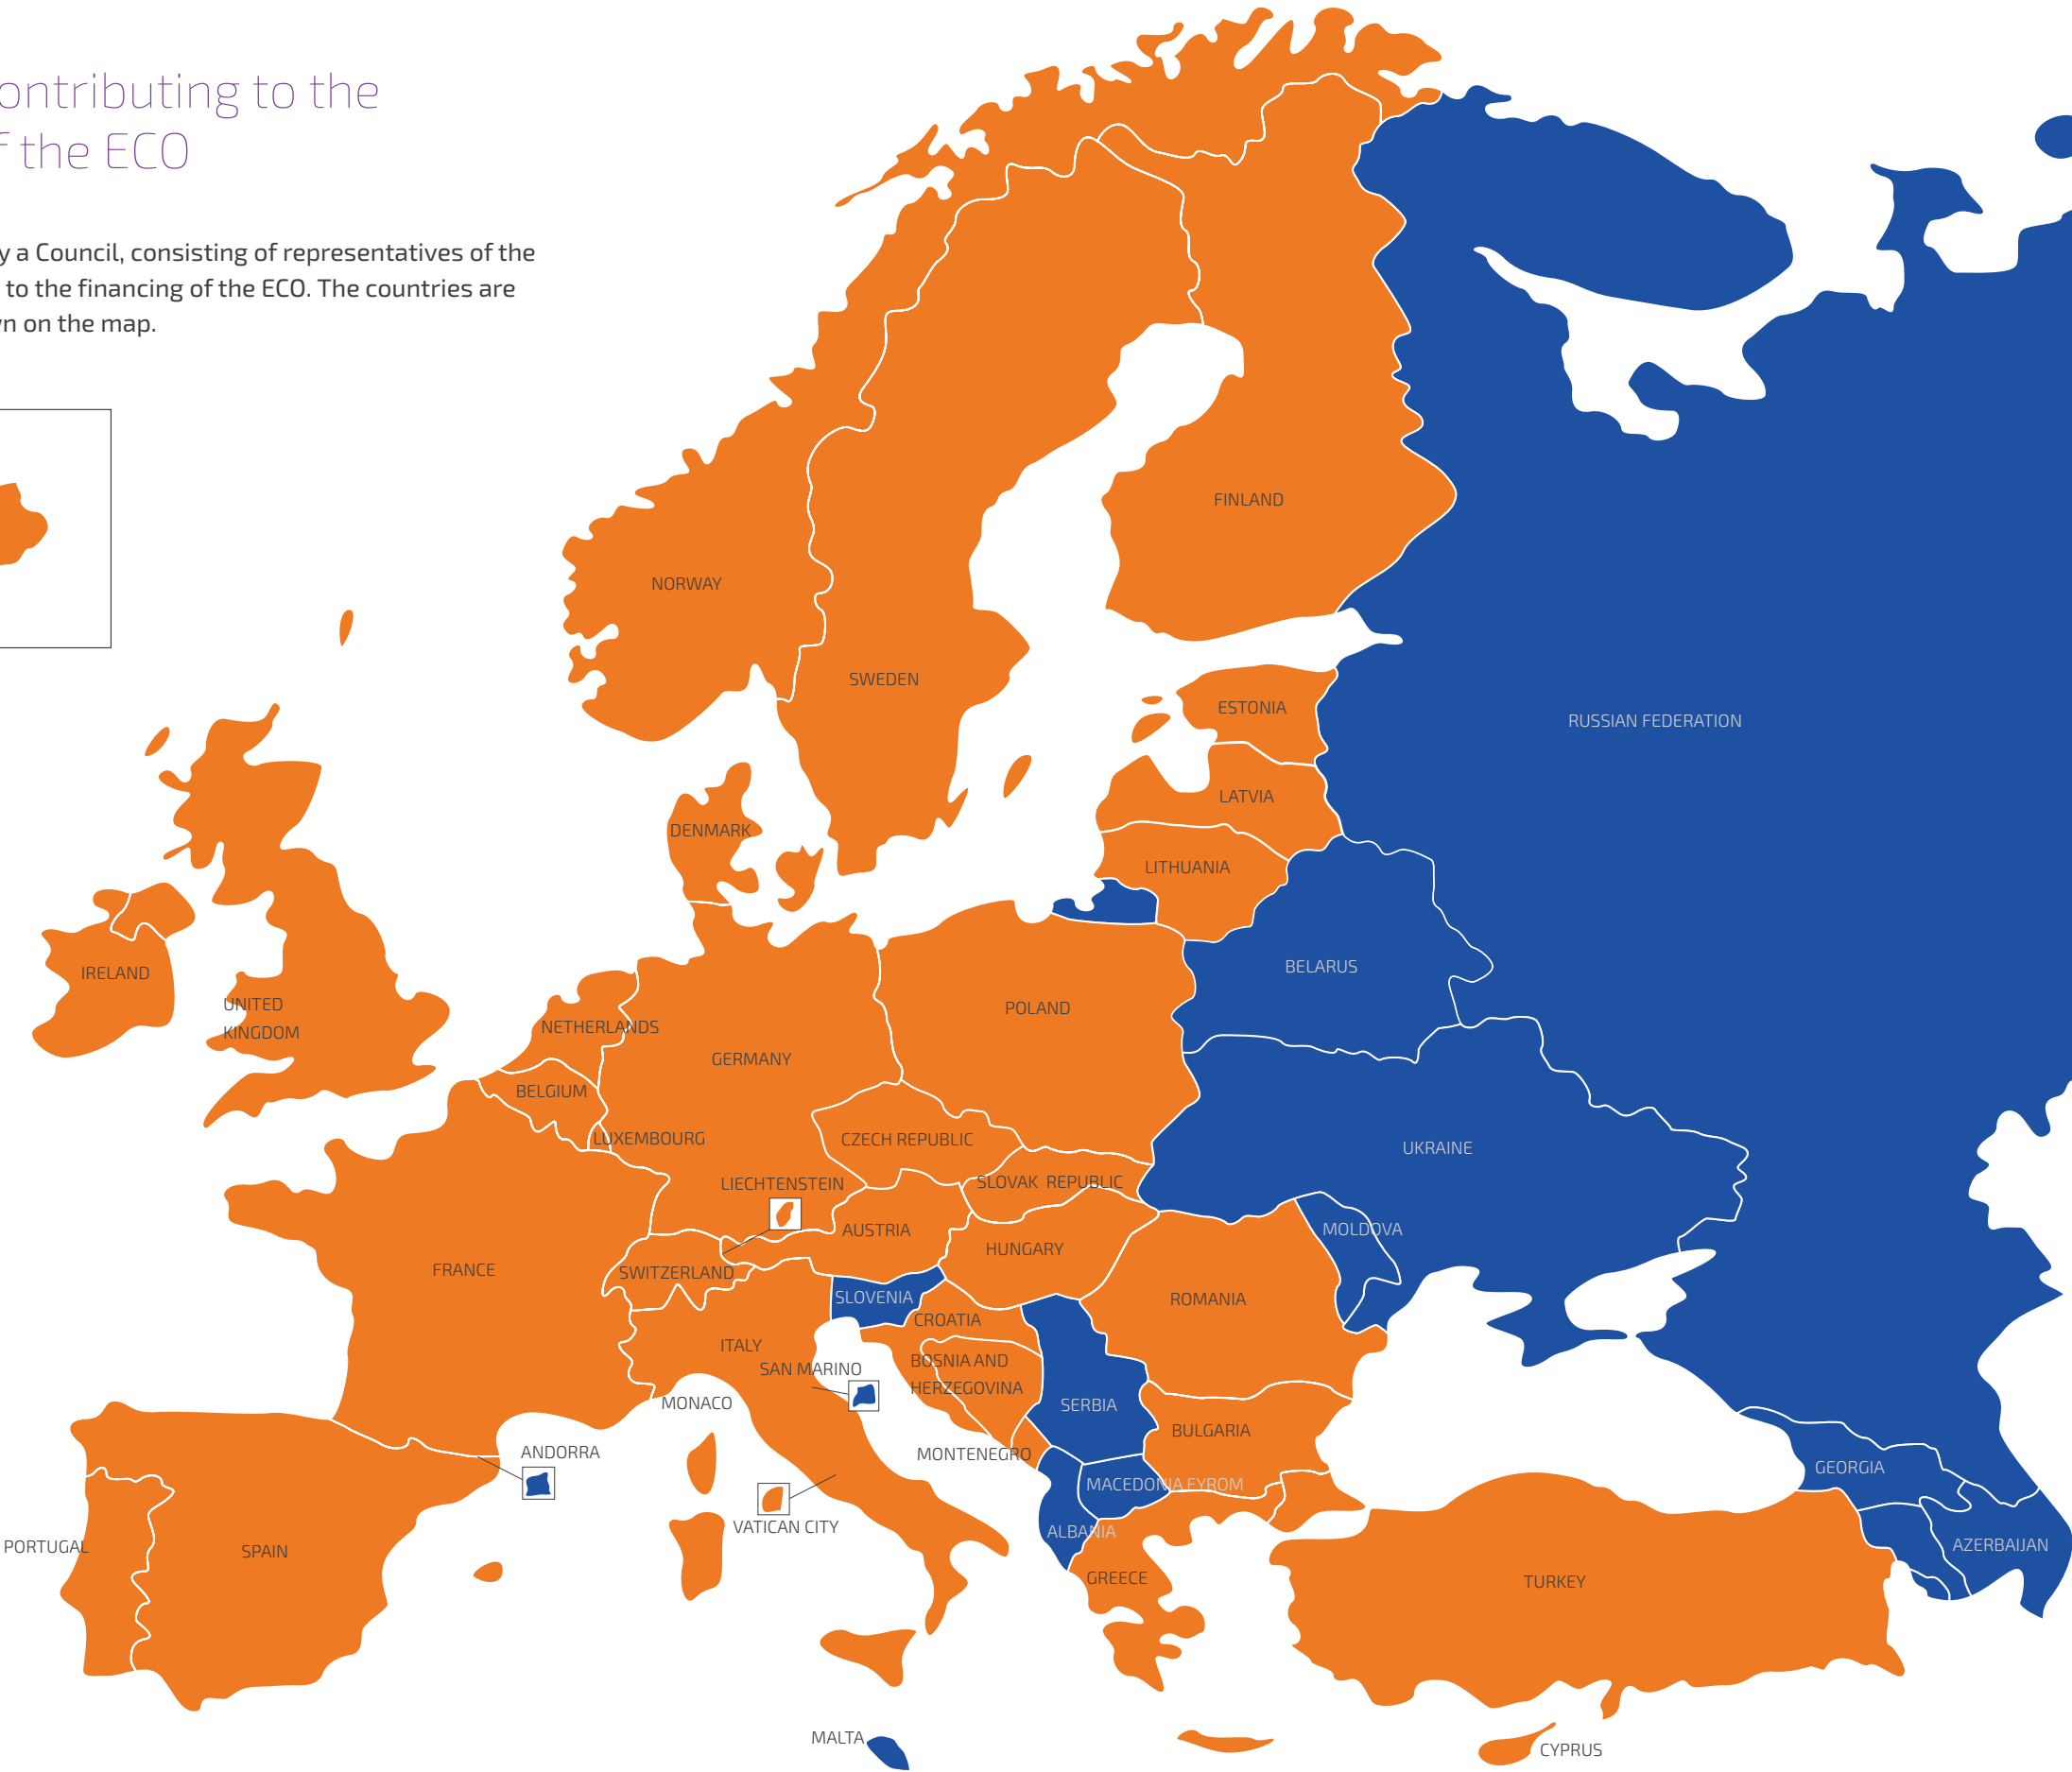 ontributing to the
f the ECO
y a Council, consisting of representatives of the
to the financing of the ECO. The countries are
n on the map.
FINLAND
NORWAY
SWEDEN
ESTONIA
RUSSIAN FEDERATION
LATVIA
DENMARK
LITHUANIA
BELARUS
IRELAND
UNITED
KINGDOM
POLAND
NETHERLANDS
GERMANY
BELGIUM
LUXEMBOURG
CZECH REPUBLIC
UKRAINE
LIECHTENSTEIN
SLOVAK REPUBLIC
AUSTRIA
MOLDOVA
HUNGARY
FRANCE
SWITZERLAND
SLOVENIA
ROMANIA
CROATIA
ITALY
BOSNIA AND
HERZEGOVINA
SAN MARINO
MONACO
SERBIA
BULGARIA
ANDORRA
MONTENEGRO
GEORGIA
MACEDONIA FYROM
VATICAN CITY
ALBANIA
PORTUGAL
SPAIN
AZERBAIJAN
GREECE
TURKEY
MALTA
CYPRUS